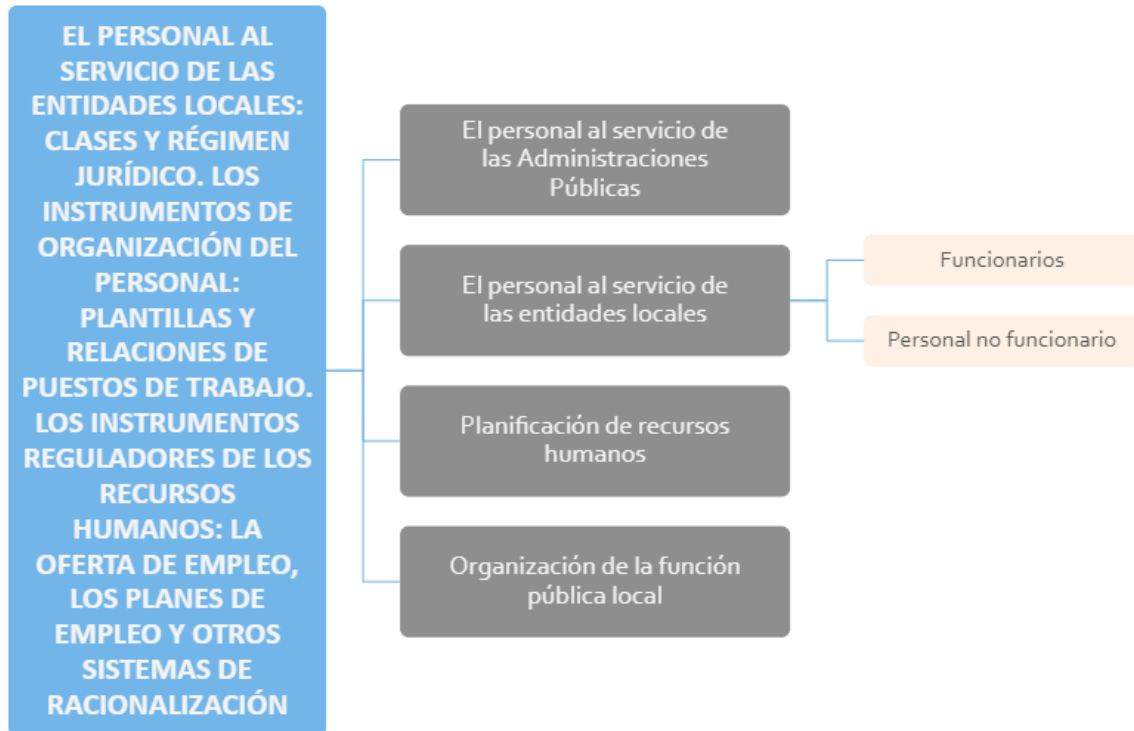 EL PERSONAL AL
SERVICIO DE LAS
ENTIDADES LOCALES:
CLASES Y RÉGIMEN
JURÍDICO. LOS
INSTRUMENTOS DE
ORGANIZACIÓN DEL
PERSONAL:
PLANTILLAS Y
RELACIONES DE
PUESTOS DE TRABAJO.
LOS INSTRUMENTOS
REGULADORES DE LOS
RECURSOS
HUMANOS: LA
OFERTA DE EMPLEO,
LOS PLANES DE
EMPLEO Y OTROS
SISTEMAS DE
RACIONALIZACIÓN
El personal al servicio de
las Administraciones
Públicas
El personal al servicio de
las entidades locales
Funcionarios
Personal no funcionario
Planificación de recursos
humanos
Organización de la función
pública local